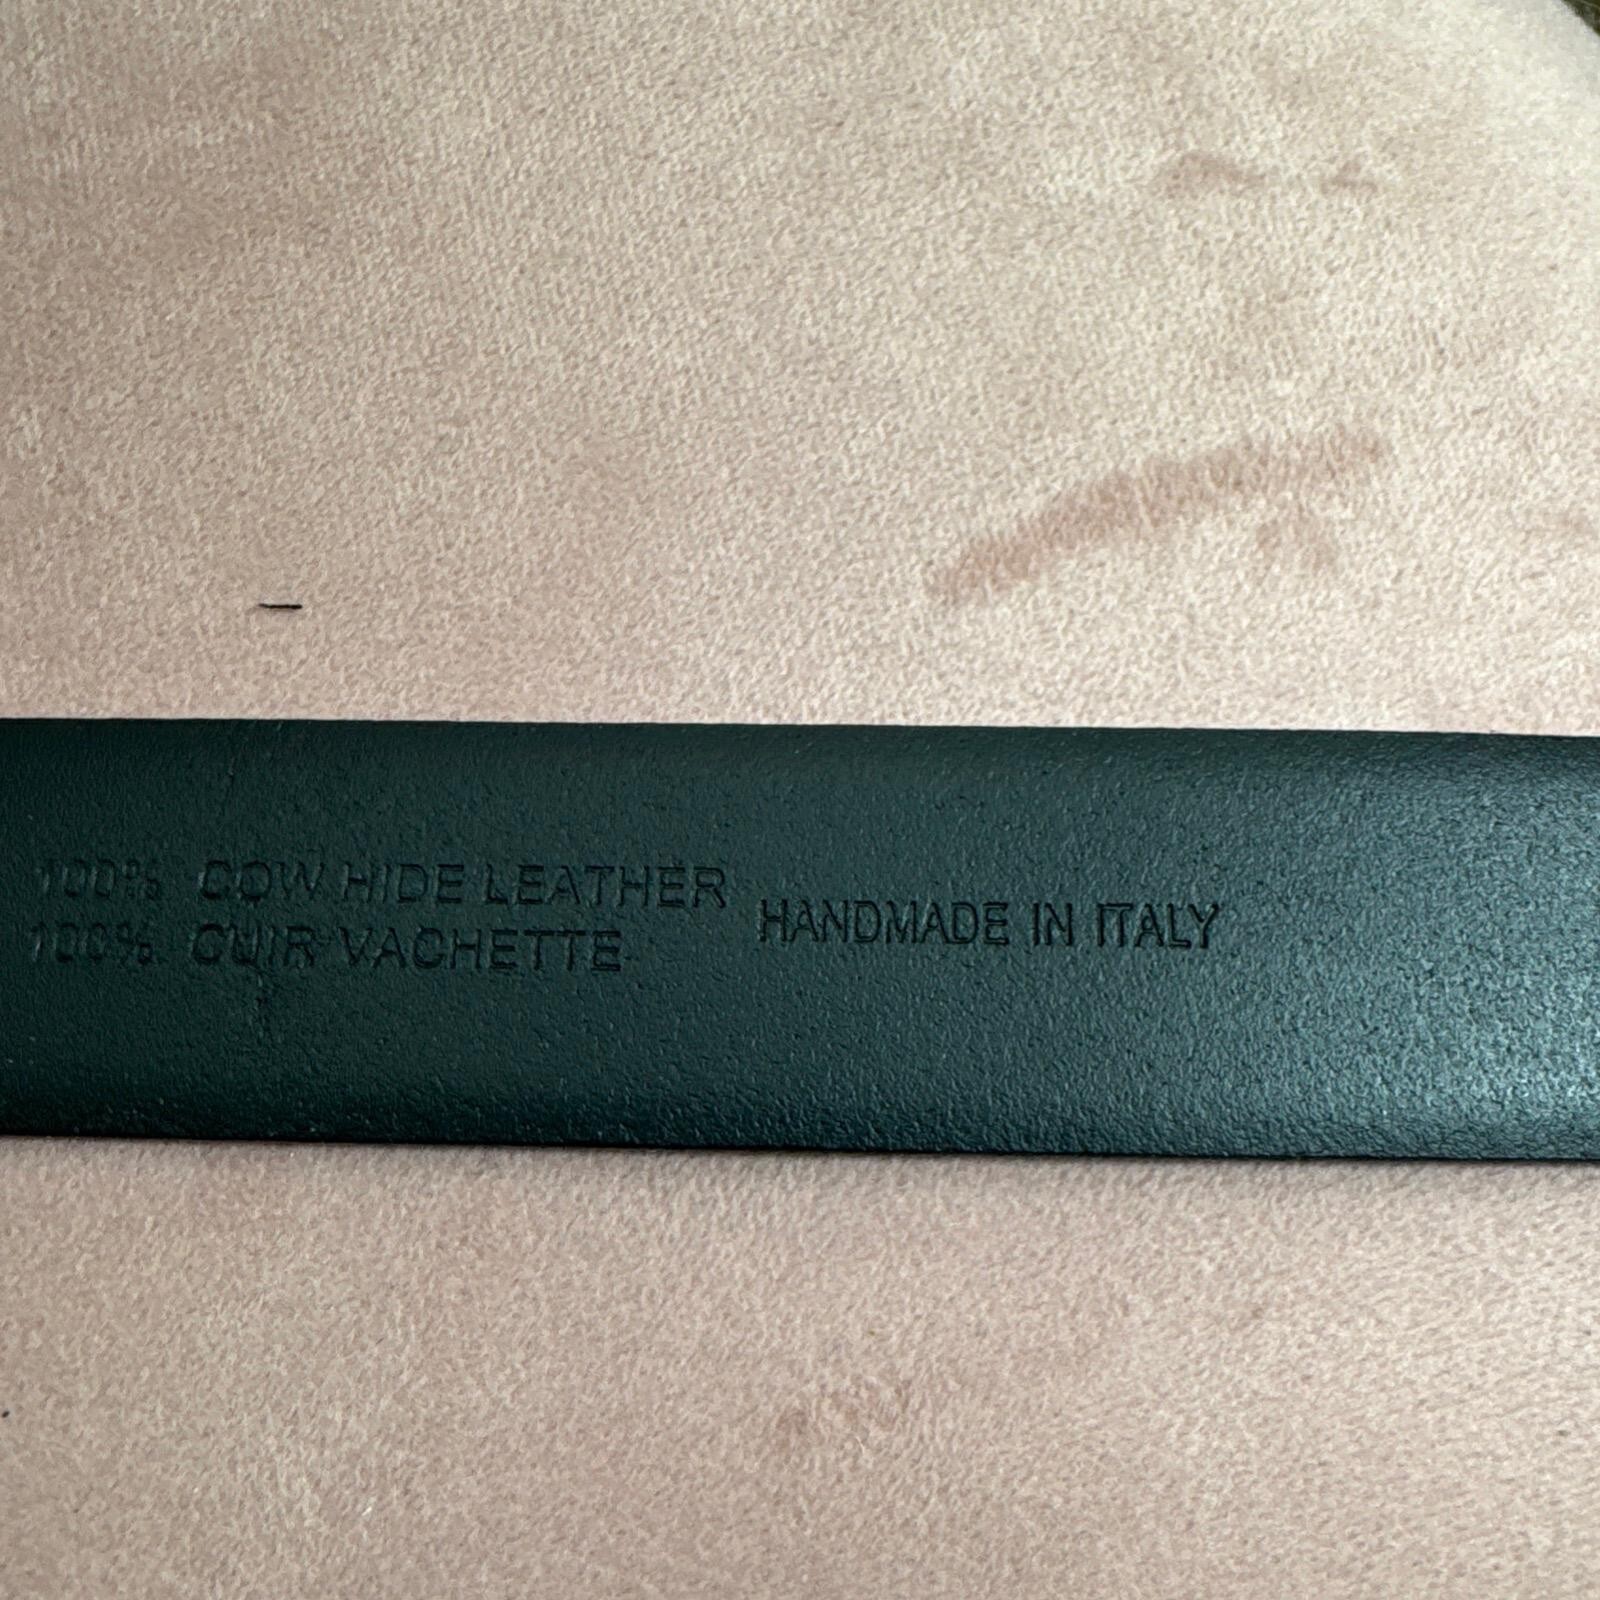 100% COW HIDE LEATHER
100% CUIR VACHETTE
HANDMADE IN ITALY